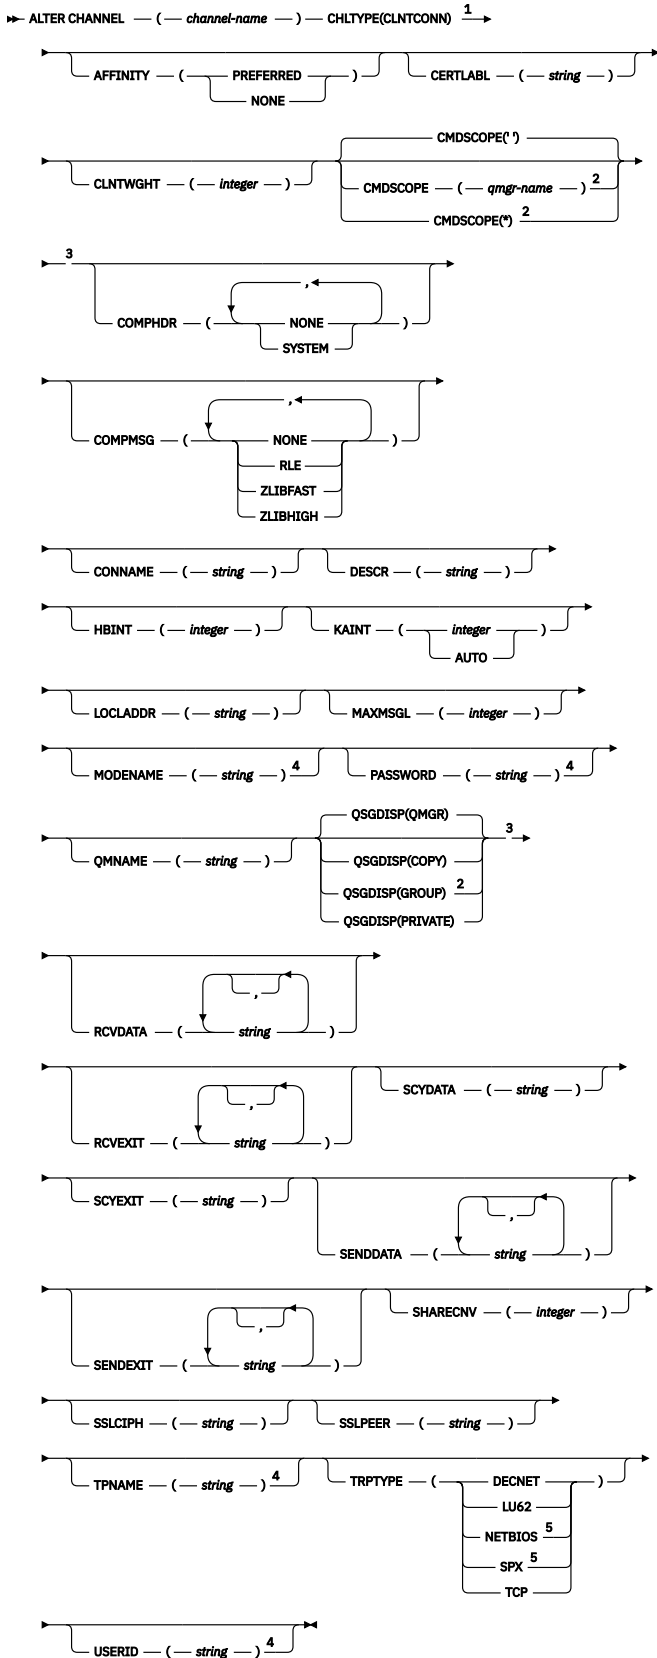 ALTER CHANNEL ( channel-name ) CHLTYPE(CLNTCONN) 1
AFFINITY ( PREFERRED ) CERTLABL ( string )
NONE
CMDSCOPE(' ')
CLNTWGHT ( integer ) CMDSCOPE ( qmgr-name ) 2
CMDSCOPE(*) 2
3
,
COMPHDR ( NONE )
SYSTEM
,
COMPMSG ( NONE )
RLE
ZLIBFAST
ZLIBHIGH
CONNAME ( string ) DESCR ( string )
HBINT ( integer ) KAINT ( integer )
AUTO
LOCLADDR ( string ) MAXMSGL ( integer )
MODENAME ( string ) 4 PASSWORD ( string ) 4
QSGDISP(QMGR) 3
QMNAME ( string ) QSGDISP(COPY)
QSGDISP(GROUP) 2
QSGDISP(PRIVATE)
,
RCVDATA ( string )
SCYDATA ( string )
,
RCVEXIT ( string )
SCYEXIT ( string )
,
SENDDATA ( string )
SHARECNV ( integer )
,
SENDEXIT ( string )
SSLCIPH ( string ) SSLPEER ( string )
TPNAME ( string ) 4 TRPTYPE ( DECNET )
LU62
NETBIOS 5
SPX 5
TCP
USERID ( string ) 4